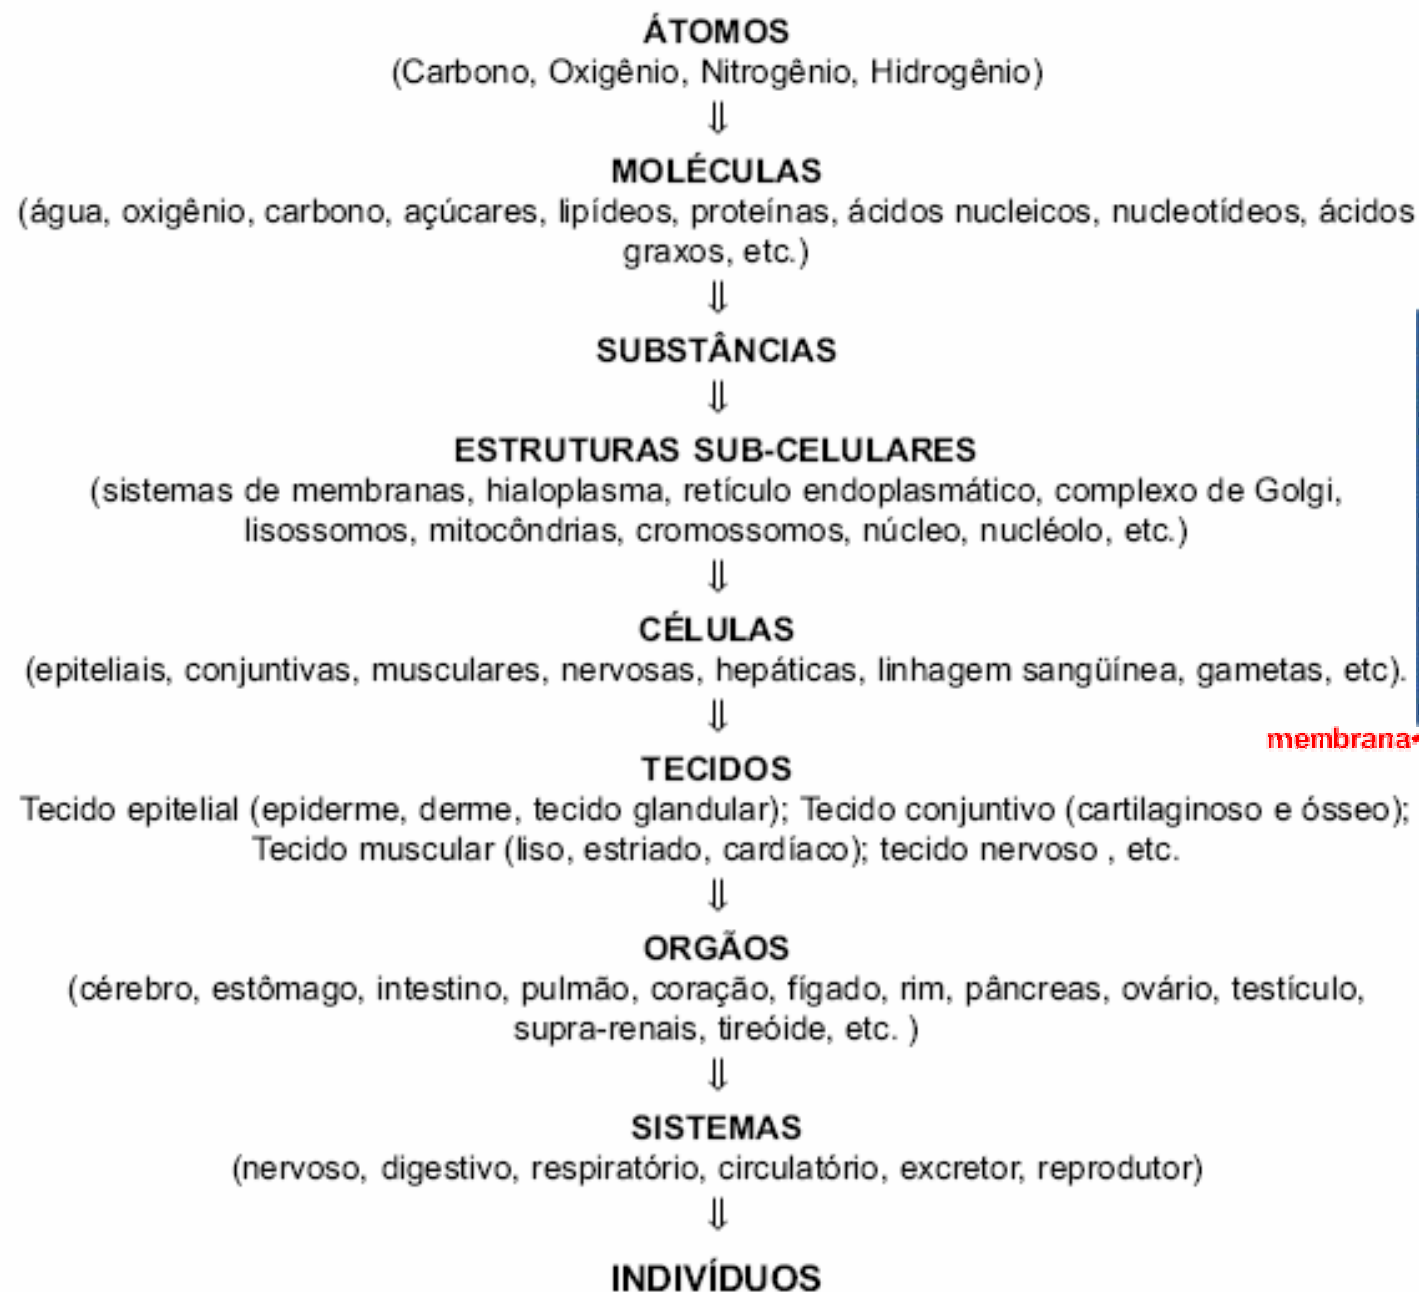 ÁTOMOS
(Carbono, Oxigênio, Nitrogênio, Hidrogênio)
⇓
MOLÉCULAS
(água, oxigênio, carbono, açúcares, lipídeos, proteínas, ácidos nucleicos, nucleotídeos, ácidos
graxos, etc.)
⇓
SUBSTÂNCIAS
⇓
ESTRUTURAS SUB-CELULARES
(sistemas de membranas, hialoplasma, retículo endoplasmático, complexo de Golgi,
lisossomos, mitocôndrias, cromossomos, núcleo, nucléolo, etc.)
⇓
CÉLULAS
(epiteliais, conjuntivas, musculares, nervosas, hepáticas, linhagem sangüínea, gametas, etc).
⇓
membrana
TECIDOS
Tecido epitelial (epiderme, derme, tecido glandular); Tecido conjuntivo (cartilaginoso e ósseo);
Tecido muscular (liso, estriado, cardíaco); tecido nervoso , etc.
⇓
ORGÃOS
(cérebro, estômago, intestino, pulmão, coração, fígado, rim, pâncreas, ovário, testículo,
supra-renais, tireóide, etc. )
⇓
SISTEMAS
(nervoso, digestivo, respiratório, circulatório, excretor, reprodutor)
⇓
INDIVÍDUOS